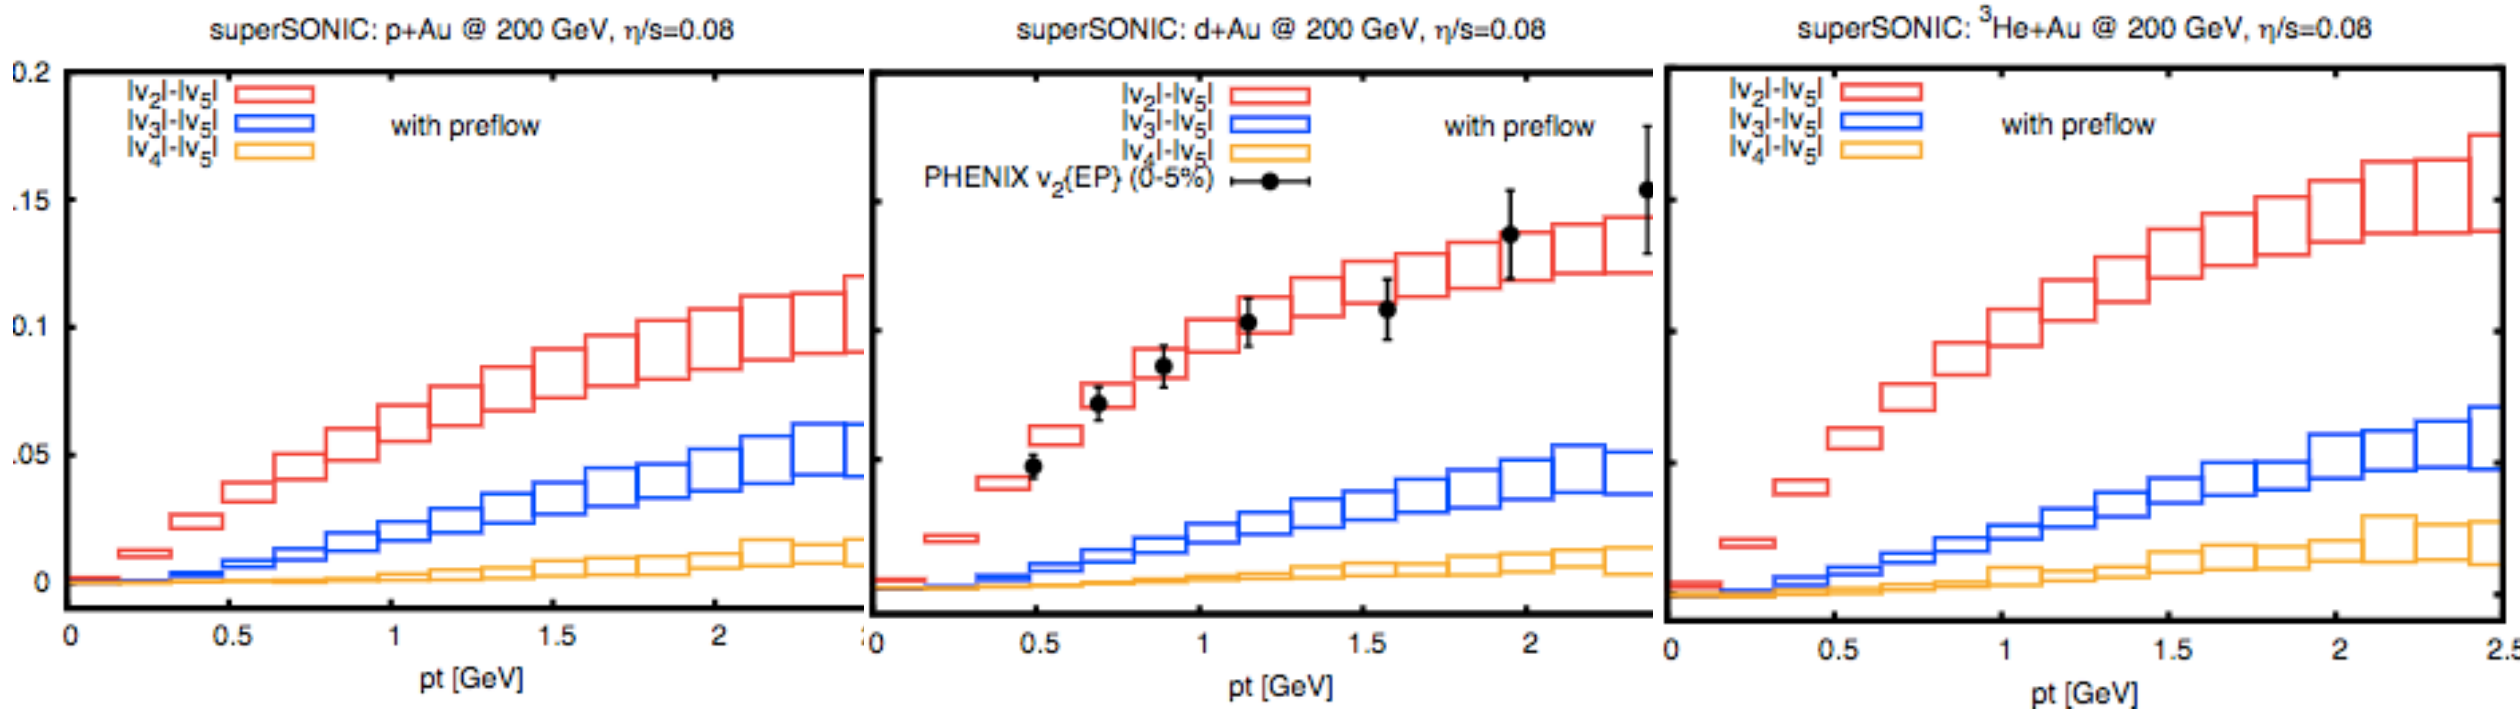 superSONIC: p+Au @ 200 GeV, η/s=0.08
|v2|-|v5|
|v3|-|v5|
|v4|-|v5|
with preflow
0.2
.15
0.1
.05
0
0 0.5 1 1.5 2
pt [GeV]
superSONIC: d+Au @ 200 GeV, η/s=0.08
|v2|-|v5|
|v3|-|v5|
|v4|-|v5|
PHENIX v2{EP} (0-5%)
with preflow
0 0.5 1 1.5 2
pt [GeV]
superSONIC: ³He+Au @ 200 GeV, η/s=0.08
|v2|-|v5|
|v3|-|v5|
|v4|-|v5|
with preflow
0 0.5 1 1.5 2 2.5
pt [GeV]